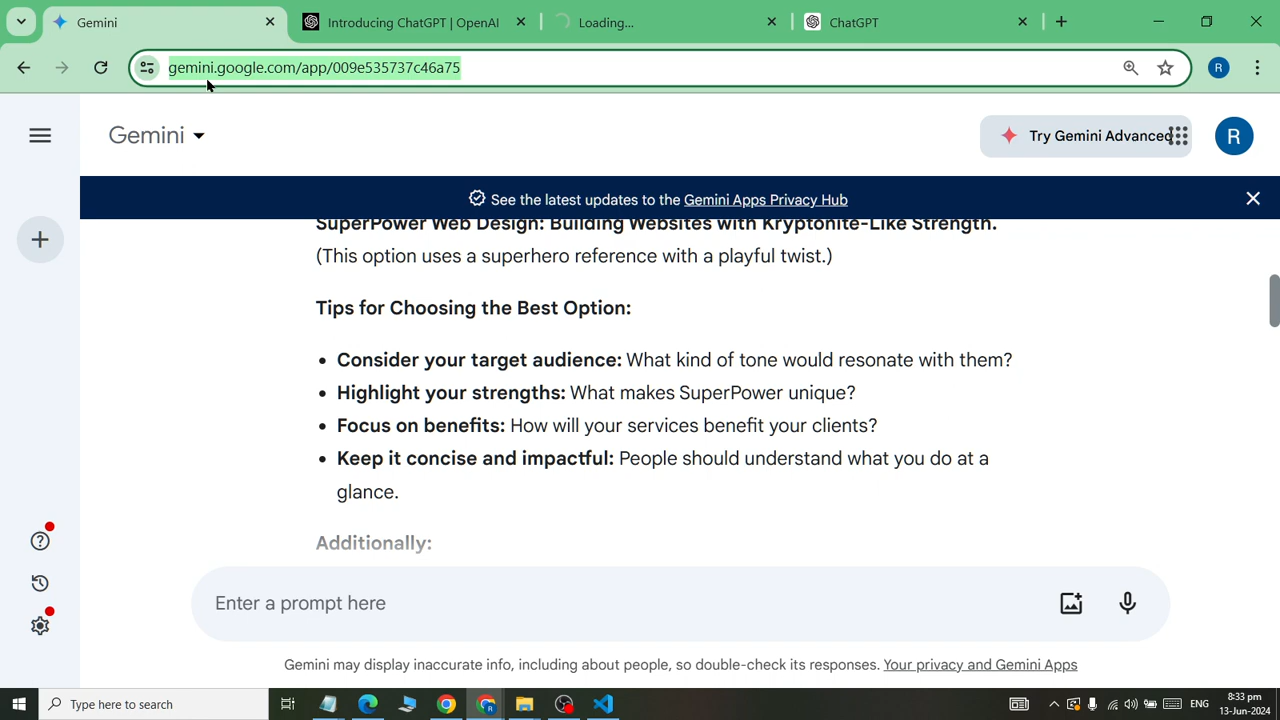 Gemini
Introducing ChatGPT | OpenAI
Loading...
ChatGPT
gemini.google.com/app/009e535737c46a75
R
Gemini
Try Gemini Advanced
R
See the latest updates to the Gemini Apps Privacy Hub
SuperPower Web Design: Building Websites with Kryptonite-Like Strength.
(This option uses a superhero reference with a playful twist.)
Tips for Choosing the Best Option:
• Consider your target audience: What kind of tone would resonate with them?
• Highlight your strengths: What makes SuperPower unique?
• Focus on benefits: How will your services benefit your clients?
• Keep it concise and impactful: People should understand what you do at a
glance.
Additionally:
Enter a prompt here
Gemini may display inaccurate info, including about people, so double-check its responses. Your privacy and Gemini Apps
Type here to search
ENG
8:33 pm
13-Jun-2024